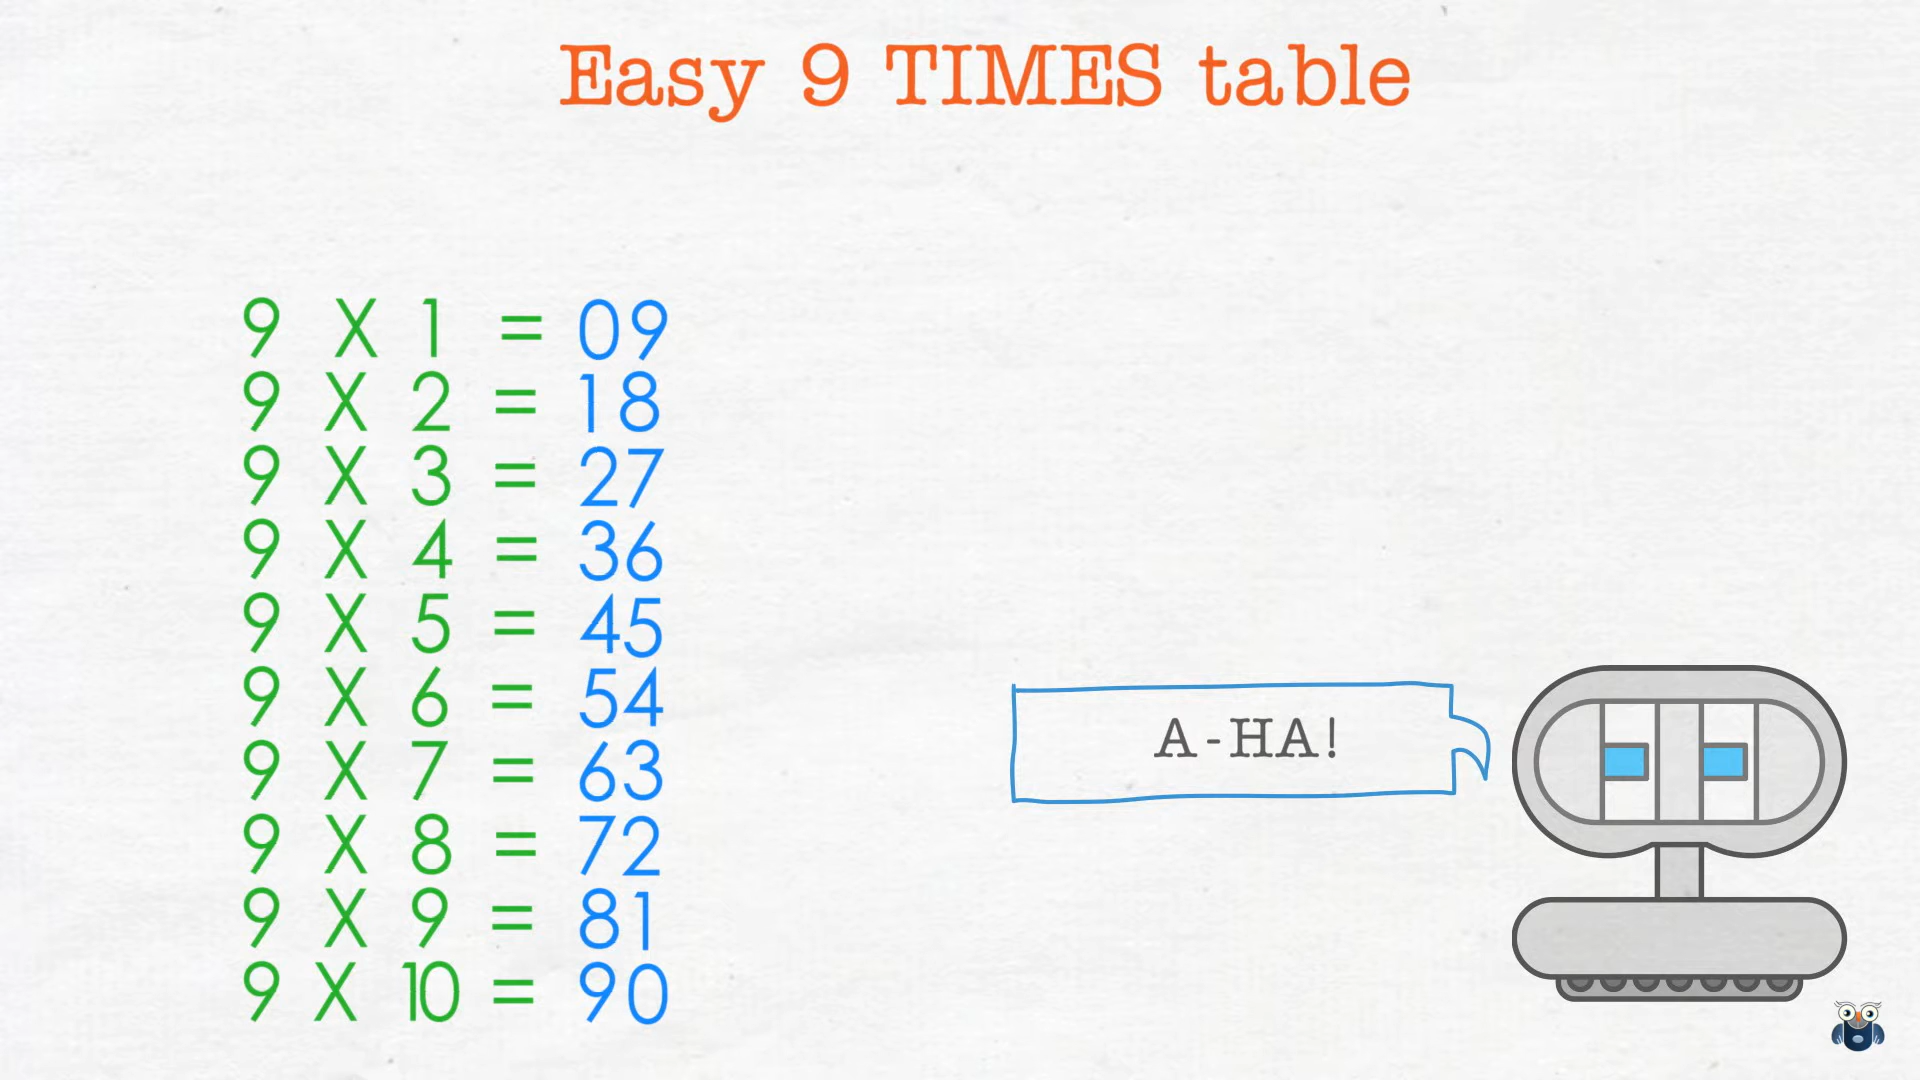 Easy 9 TIMES table
9 X 1 = 09
9 X 2 = 18
9 X 3 = 27
9 X 4 = 36
9 X 5 = 45
9 X 6 = 54
9 X 7 = 63
9 X 8 = 72
9 X 9 = 81
9 X 10 = 90
A-HA!